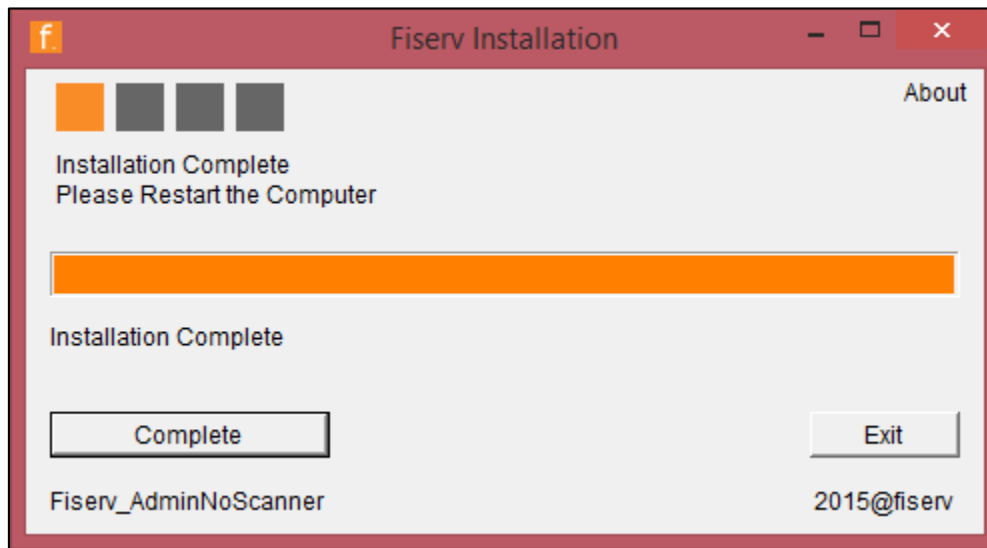 f.
Fiserv Installation
About
Installation Complete
Please Restart the Computer
Installation Complete
Complete
Exit
Fiserv_AdminNoScanner
2015@fiserv